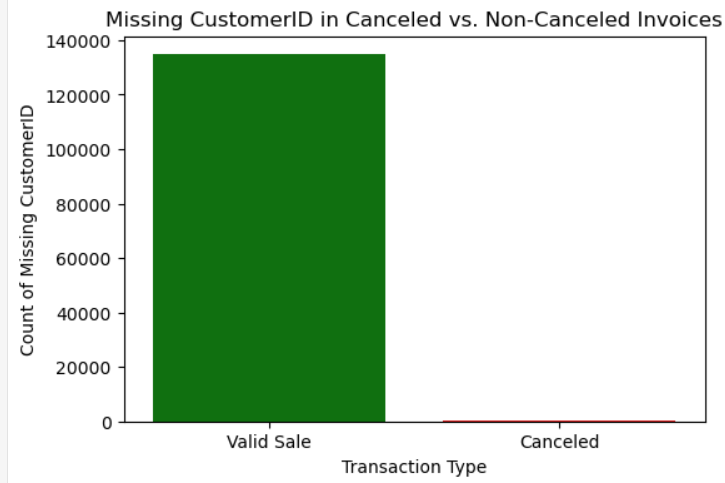 Missing CustomerID in Canceled vs. Non-Canceled Invoices
140000
120000
100000
80000
60000
40000
20000
0
Count of Missing CustomerID
Valid Sale
Canceled
Transaction Type